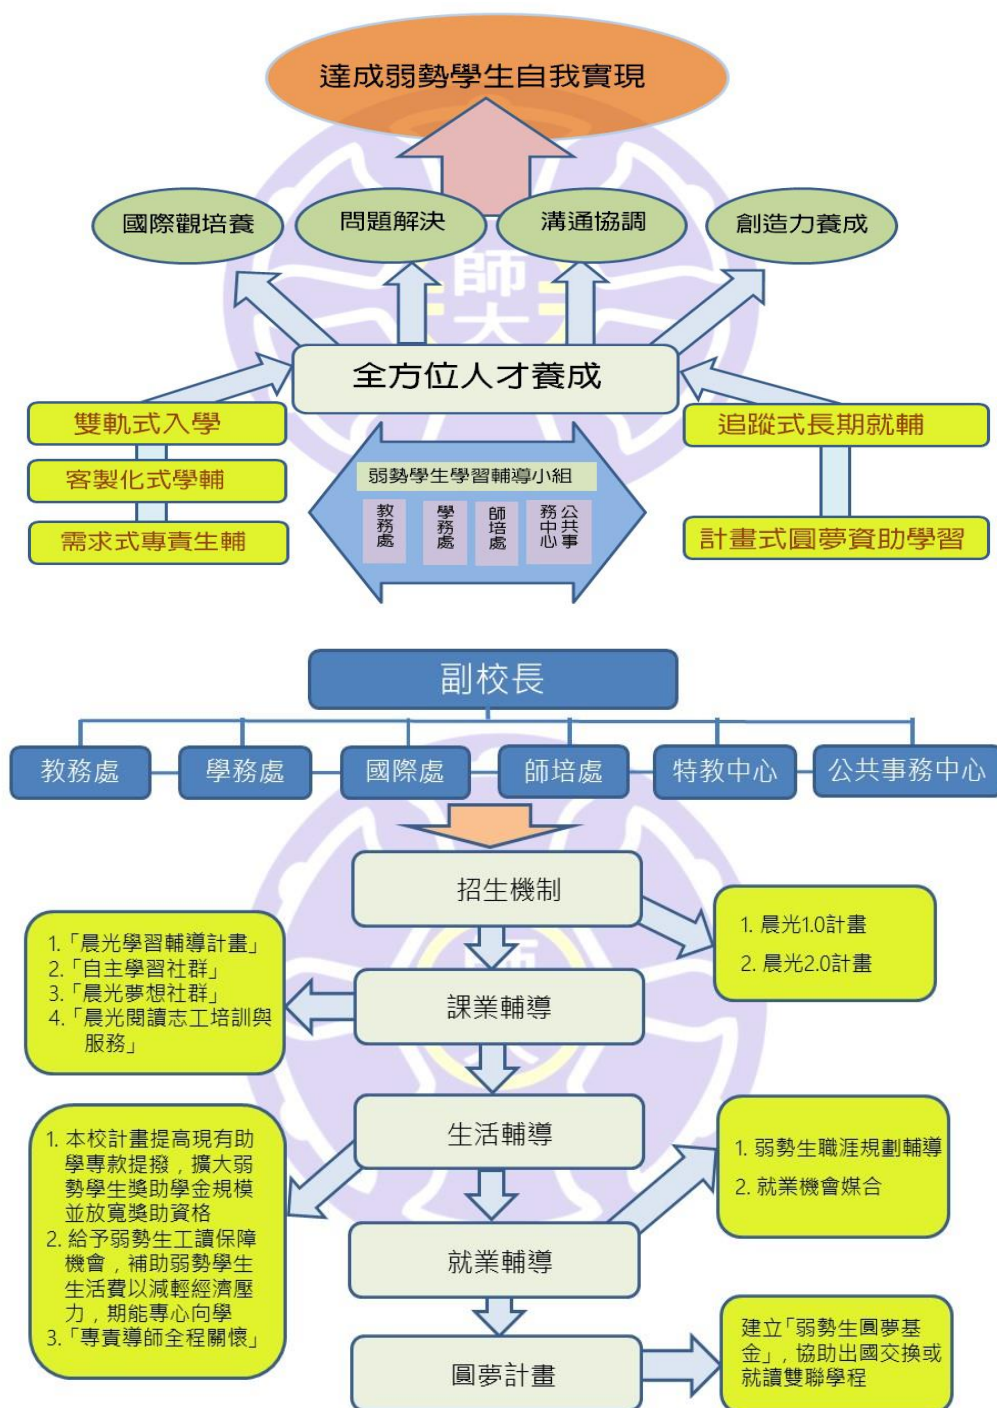 達成弱勢學生自我實現
國際觀培養
問題解決
溝通協調
創造力養成
師
大
全方位人才養成
雙軌式入學
客製化式學輔
需求式專責生輔
追蹤式長期就輔
計畫式圓夢資助學習
弱勢學生學習輔導小組
教務處
學務處
師培處
公共事
務中心
副校長
教務處
學務處
國際處
師培處
特教中心
公共事務中心
招生機制
1. 晨光1.0計畫
2. 晨光2.0計畫
師
大
1.「晨光學習輔導計畫」
2.「自主學習社群」
3.「晨光夢想社群」
4.「晨光閱讀志工培訓與
服務」
課業輔導
生活輔導
1. 本校計畫提高現有助
學專款提撥，擴大弱
勢學生獎助學金規模
並放寬獎助資格
2. 給予弱勢生工讀保障
機會，補助弱勢學生
生活費以減輕經濟壓
力，期能專心向學
3.「專責導師全程關懷」
1. 弱勢生職涯規劃輔導
2. 就業機會媒合
就業輔導
圓夢計畫
建立「弱勢生圓夢基
金」，協助出國交換或
就讀雙聯學程